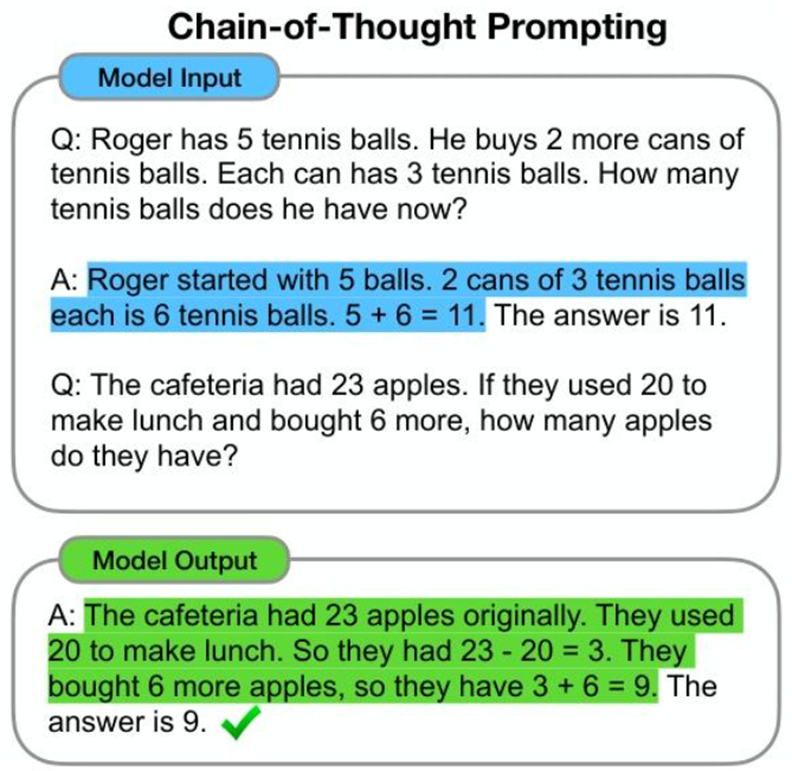 Chain-of-Thought Prompting
Model Input
Q: Roger has 5 tennis balls. He buys 2 more cans of
tennis balls. Each can has 3 tennis balls. How many
tennis balls does he have now?
A: Roger started with 5 balls. 2 cans of 3 tennis balls
each is 6 tennis balls. 5 + 6 = 11. The answer is 11.
Q: The cafeteria had 23 apples. If they used 20 to
make lunch and bought 6 more, how many apples
do they have?
Model Output
A: The cafeteria had 23 apples originally. They used
20 to make lunch. So they had 23 - 20 = 3. They
bought 6 more apples, so they have 3 + 6 = 9. The
answer is 9.